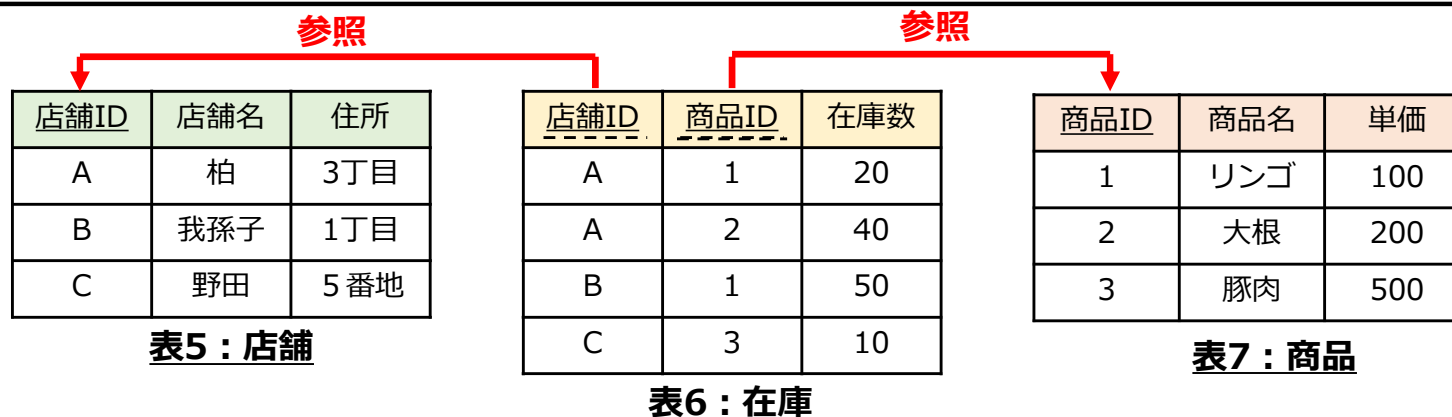 参照
参照
店舗ID 店舗名 住所
A 柏 3丁目
B 我孫子 1丁目
C 野田 5番地
表5：店舗
店舗ID 商品ID 在庫数
A 1 20
A 2 40
B 1 50
C 3 10
表6：在庫
商品ID 商品名 単価
1 リンゴ 100
2 大根 200
3 豚肉 500
表7：商品